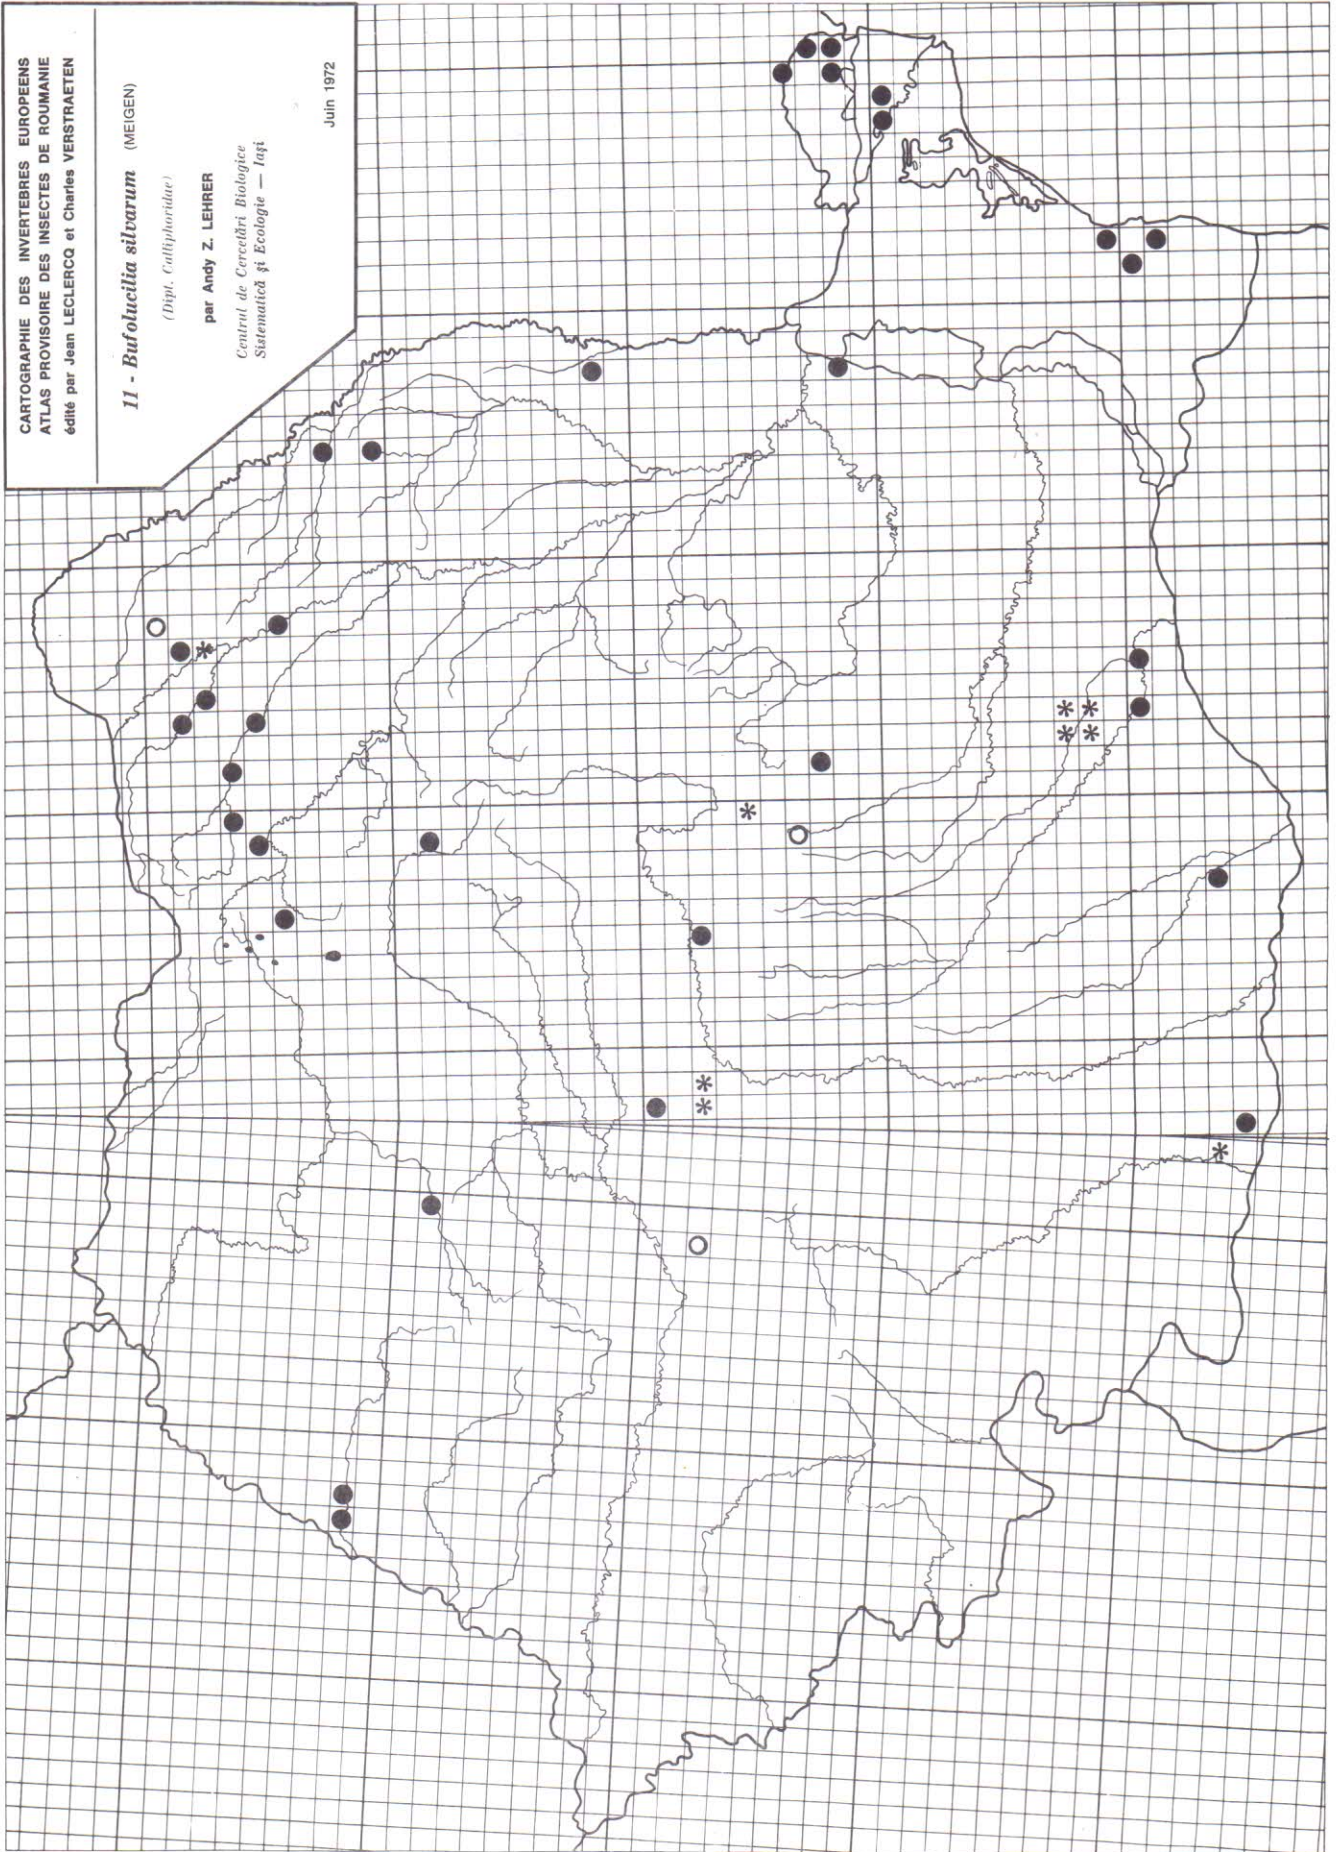 CARTOGRAPHIE DES INVERTEBRES EUROPEENS
ATLAS PROVISOIRE DES INSECTES DE ROUMANIE
édité par Jean LECLERCQ et Charles VERSTRAETEN
11 - Bufolucilia silvarum (MEIGEN)
(Dipt. Calliphoridae)
par Andy Z. LEHRER
Centrul de Cercetări Biologice
Sistematică şi Ecologie — Iaşi
Juin 1972